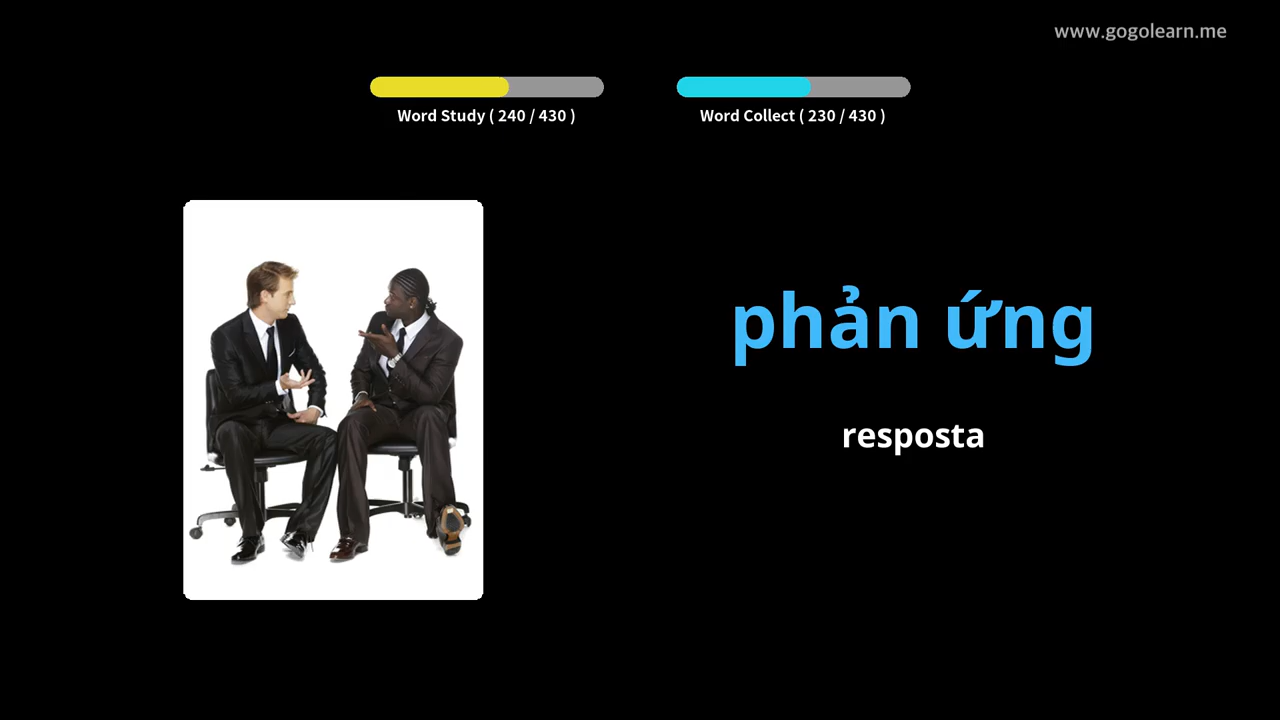 www.gogolearn.me
Word Study ( 240 / 430 )
Word Collect ( 230 / 430 )
phản ứng
resposta